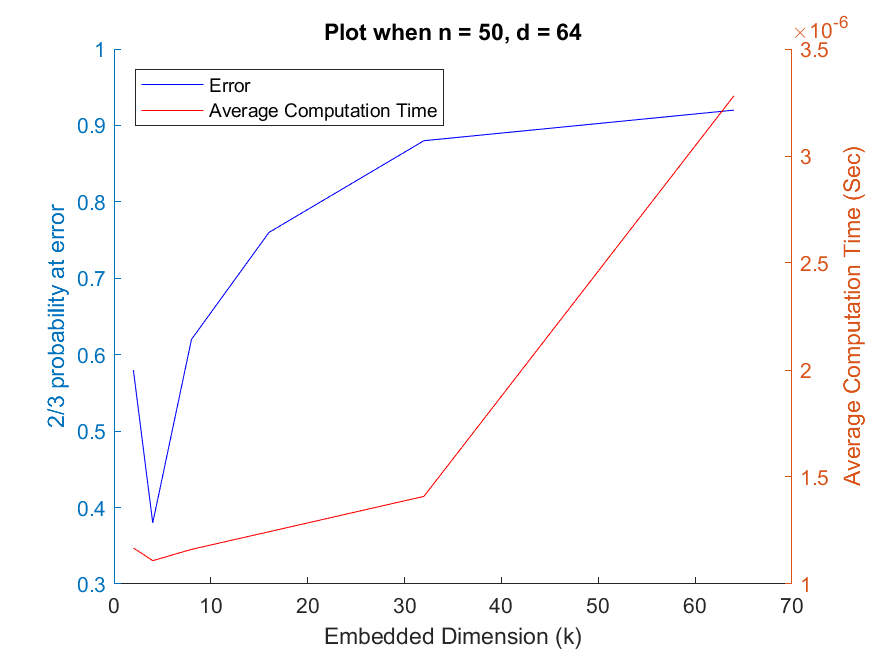 Plot when n = 50, d = 64
×10-6
Error
Average Computation Time
2/3 probability at error
1
0.9
0.8
0.7
0.6
0.5
0.4
0.3
3.5
3
2.5
2
1.5
1
Average Computation Time (Sec)
0 10 20 30 40 50 60 70
Embedded Dimension (k)